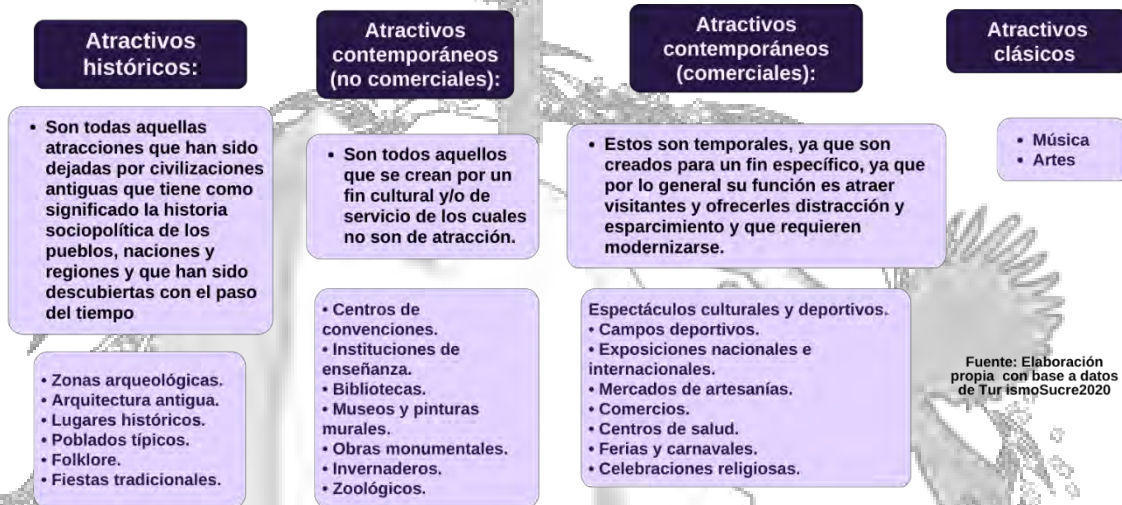 Atractivos
históricos:
• Son todas aquellas
atracciones que han sido
dejadas por civilizaciones
antiguas que tiene como
significado la historia
sociopolítica de los
pueblos, naciones y
regiones y que han sido
descubiertas con el paso
del tiempo
• Zonas arqueológicas.
• Arquitectura antigua.
• Lugares históricos.
• Poblados típicos.
• Folklore.
• Fiestas tradicionales.
Atractivos
contemporáneos
(no comerciales):
• Son todos aquellos
que se crean por un
fin cultural y/o de
servicio de los cuales
no son de atracción.
• Centros de
convenciones.
• Instituciones de
enseñanza.
• Bibliotecas.
• Museos y pinturas
murales.
• Obras monumentales.
• Invernaderos.
• Zoológicos.
Atractivos
contemporáneos
(comerciales):
• Estos son temporales, ya que son
creados para un fin específico, ya que
por lo general su función es atraer
visitantes y ofrecerles distracción y
esparcimiento y que requieren
modernizarse.
Espectáculos culturales y deportivos.
• Campos deportivos.
• Exposiciones nacionales e
internacionales.
• Mercados de artesanías.
• Comercios.
• Centros de salud.
• Ferias y carnavales.
• Celebraciones religiosas.
Atractivos
clásicos
• Música
• Artes
Fuente: Elaboración
propia con base a datos
de Tur ismoSucre2020